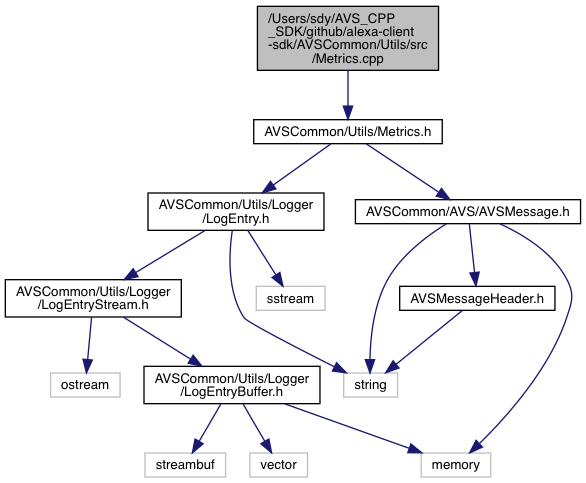 /Users/sdy/AVS_CPP
_SDK/github/alexa-client
-sdk/AVSCommon/Utils/src
/Metrics.cpp
AVSCommon/Utils/Metrics.h
AVSCommon/Utils/Logger
/LogEntry.h
AVSCommon/AVS/AVSMessage.h
AVSCommon/Utils/Logger
/LogEntryStream.h
sstream
AVSMessageHeader.h
ostream
AVSCommon/Utils/Logger
/LogEntryBuffer.h
string
streambuf
vector
memory